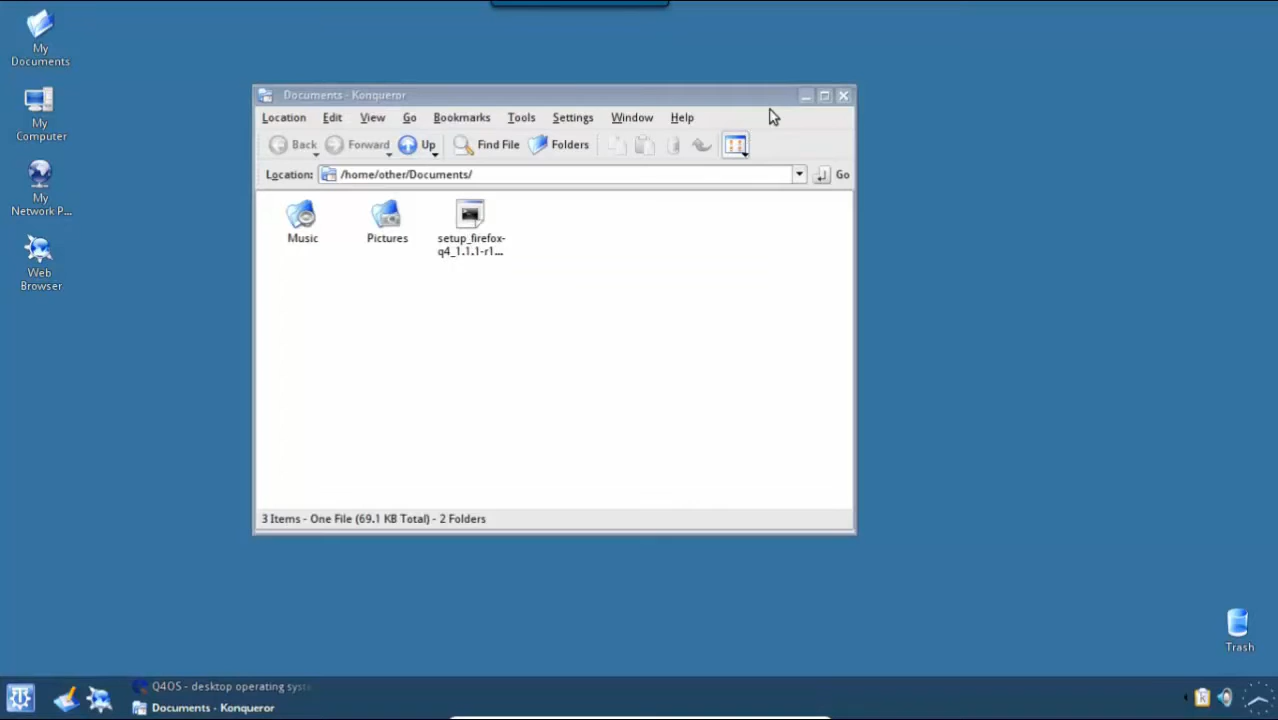 My
Documents
My
Computer
My
Network P...
Web
Browser
Documents - Konqueror
Location Edit View Go Bookmarks Tools Settings Window Help
Back Forward Up Find File Folders
Location: /home/other/Documents/ Go
Music
Pictures
setup_firefox-
q4_1.1.1-r1...
3 Items - One File (69.1 KB Total) - 2 Folders
Trash
Q4OS - desktop operating syste
Documents - Konqueror